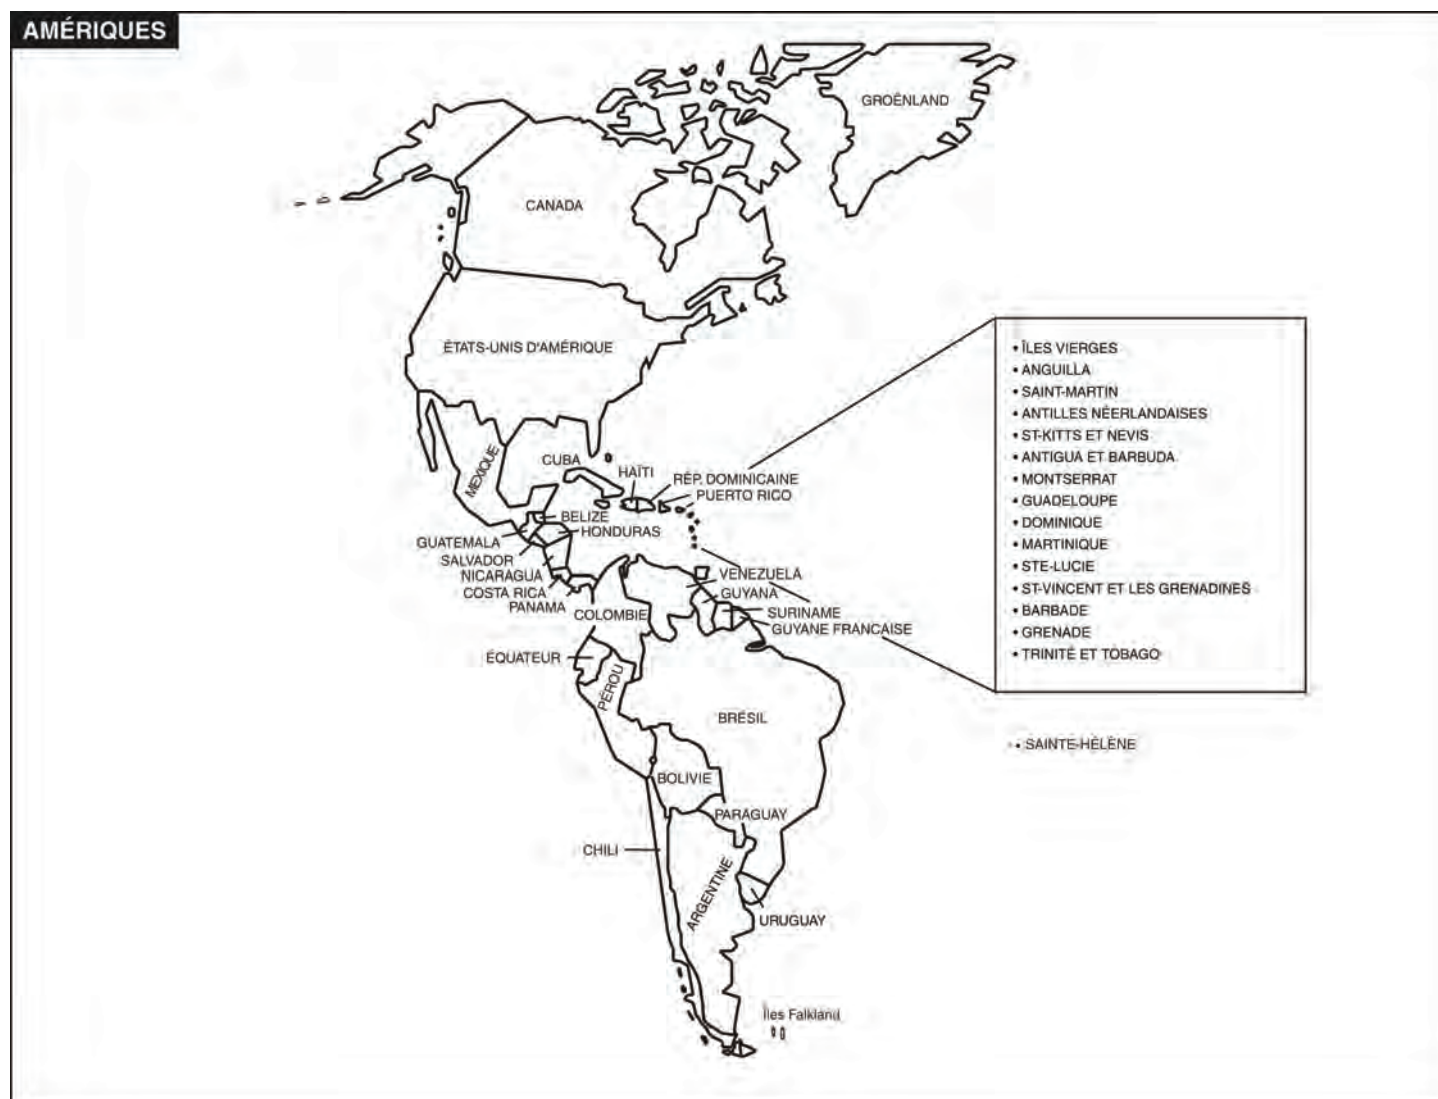 AMÉRIQUES
GROËNLAND
CANADA
ÉTATS-UNIS D'AMÉRIQUE
MEXIQUE
CUBA
HAÏTI
RÉP. DOMINICAINE
PUERTO RICO
BELIZE
HONDURAS
GUATEMALA
SALVADOR
NICARAGUA
COSTA RICA
PANAMA
VENEZUELA
GUYANA
COLOMBIE
SURINAME
GUYANE FRANCAISE
ÉQUATEUR
PÉROU
BRÉSIL
BOLIVIE
PARAGUAY
CHILI
ARGENTINE
URUGUAY
Îles Falkland
• ÎLES VIERGES
• ANGUILLA
• SAINT-MARTIN
• ANTILLES NÉERLANDAISES
• ST-KITTS ET NEVIS
• ANTIGUA ET BARBUDA
• MONTSERRAT
• GUADELOUPE
• DOMINIQUE
• MARTINIQUE
• STE-LUCIE
• ST-VINCENT ET LES GRENADINES
• BARBADE
• GRENADE
• TRINITÉ ET TOBAGO
• SAINTE-HÉLÈNE